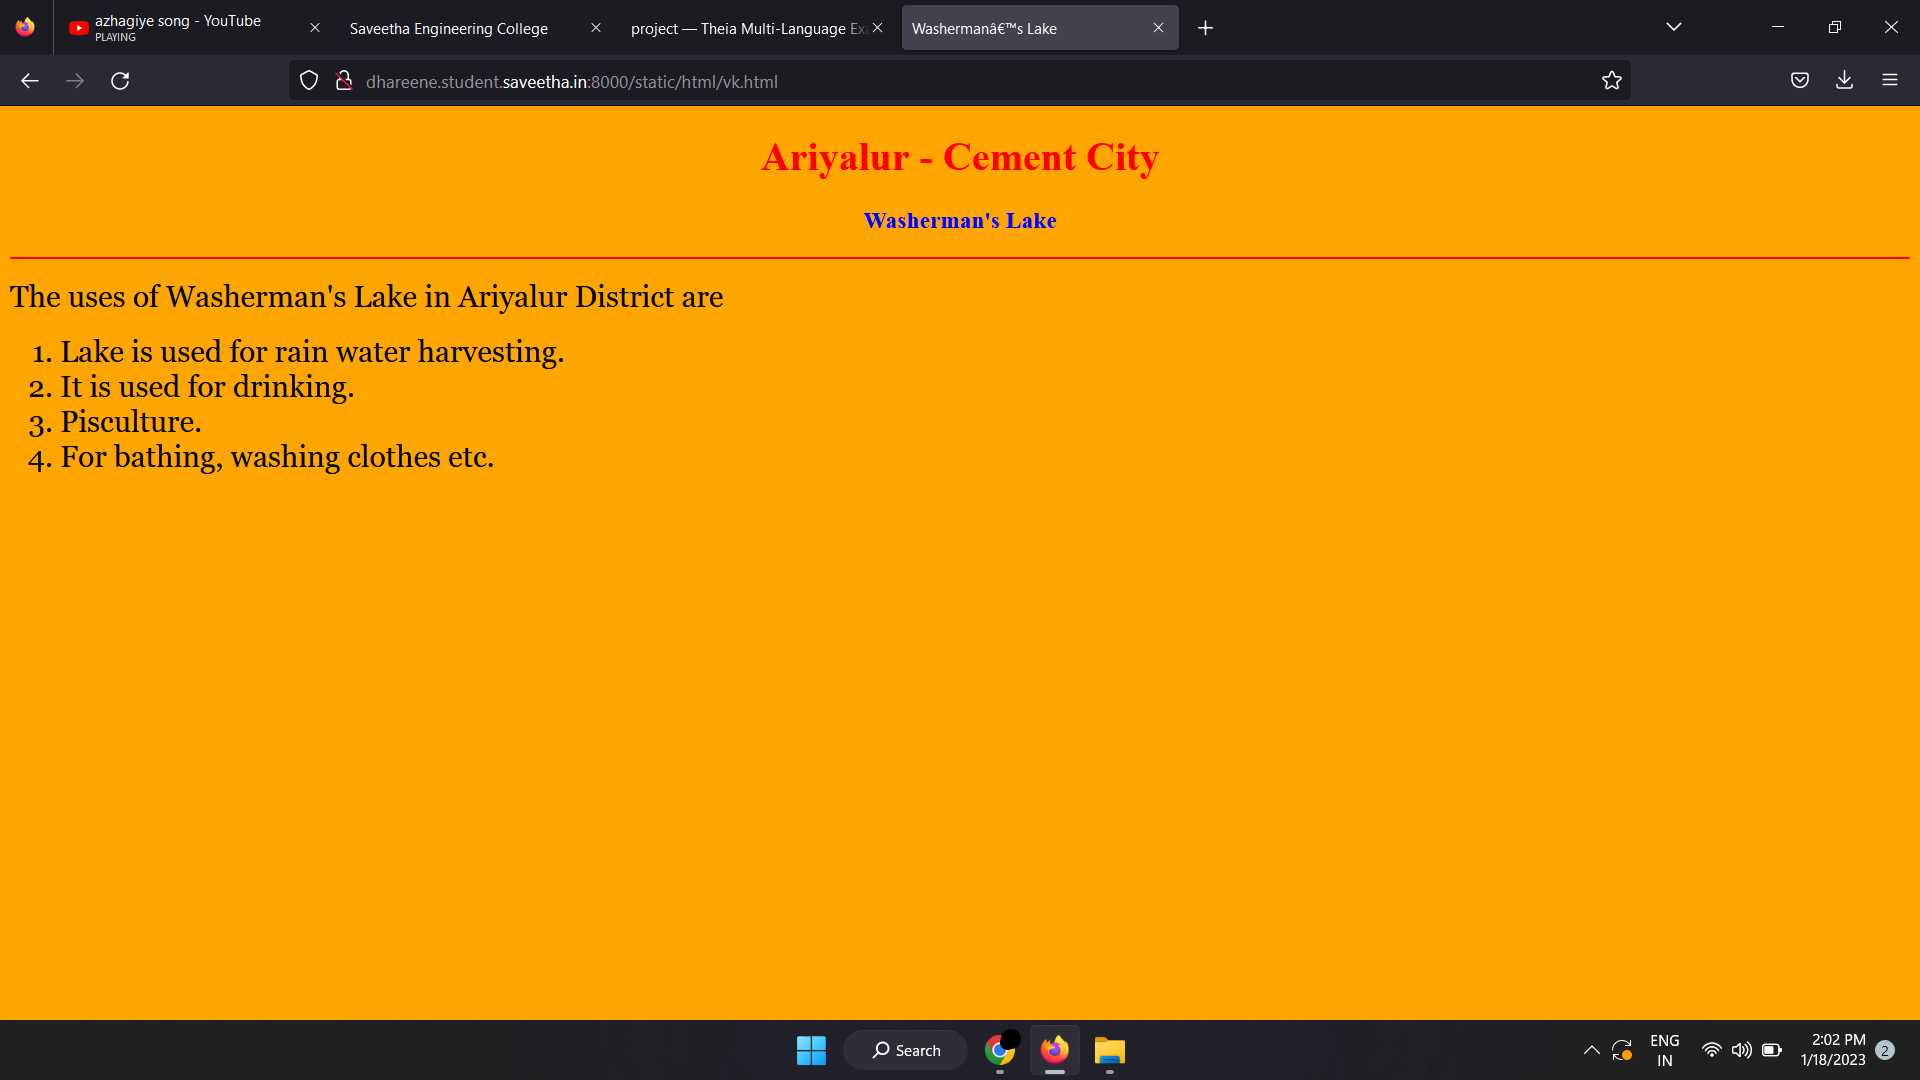 azhagiye song - YouTube
PLAYING
Saveetha Engineering College
project — Theia Multi-Language Ex
Washermanâ€™s Lake
dhareene.student.saveetha.in:8000/static/html/vk.html
Ariyalur - Cement City
Washerman's Lake
The uses of Washerman's Lake in Ariyalur District are
1. Lake is used for rain water harvesting.
2. It is used for drinking.
3. Pisculture.
4. For bathing, washing clothes etc.
Search
ENG
IN
2:02 PM
1/18/2023
2